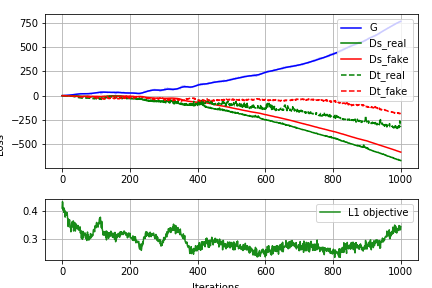 750
500
250
0
−250
−500
0
200
400
600
800
1000
G
Ds_real
Ds_fake
Dt_real
Dt_fake
Loss
0.4
0.3
0
200
400
600
800
1000
L1 objective
Iterations